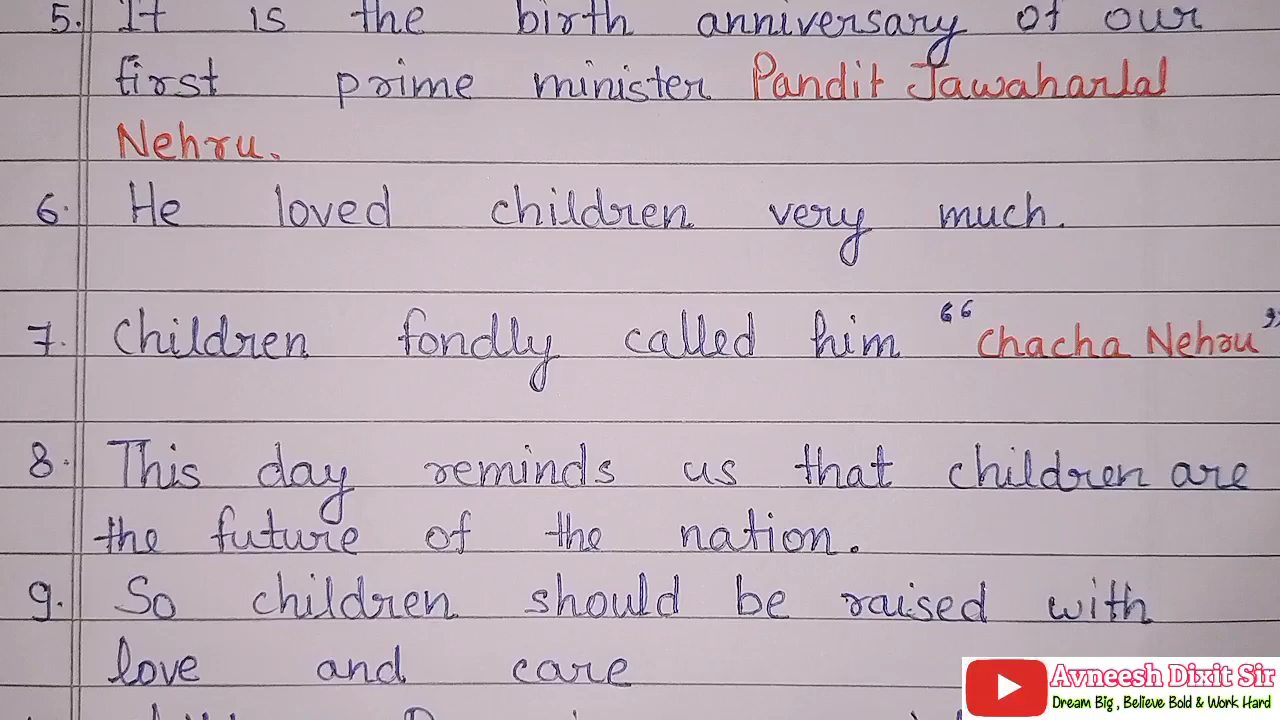 5. It is the birth anniversary of our
first prime minister Pandit Jawaharlal
Nehru.
6. He loved children very much.
7. Children fondly called him "Chacha Nehru"
8. This day reminds us that children are
the future of the nation.
9. So children should be raised with
love and care
Avneesh Dixit Sir
Dream Big , Believe Bold & Work Hard